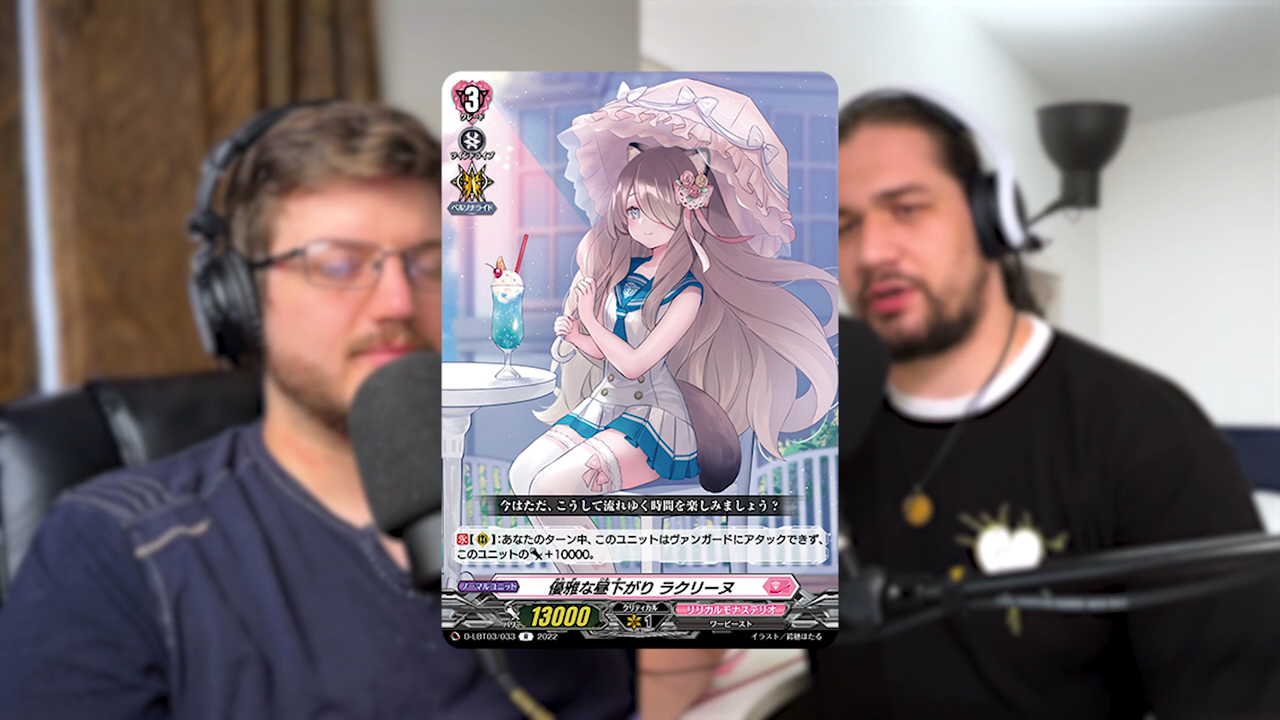 3
グレード
ツインドライブ
ペルソナライド
今はただ、こうして流れゆく時間を楽しみましょう?
永【 】:あなたのターン中、このユニットはヴァンガードにアタックできず、
このユニットの +10000。
ノーマルユニット
優雅な昼下がり ラクリーヌ
パワー 13000 クリティカル 1 リリカルモナステリオ
ワービースト
D-LBT03/033 R 2022 イラスト/鈴穂ほたる